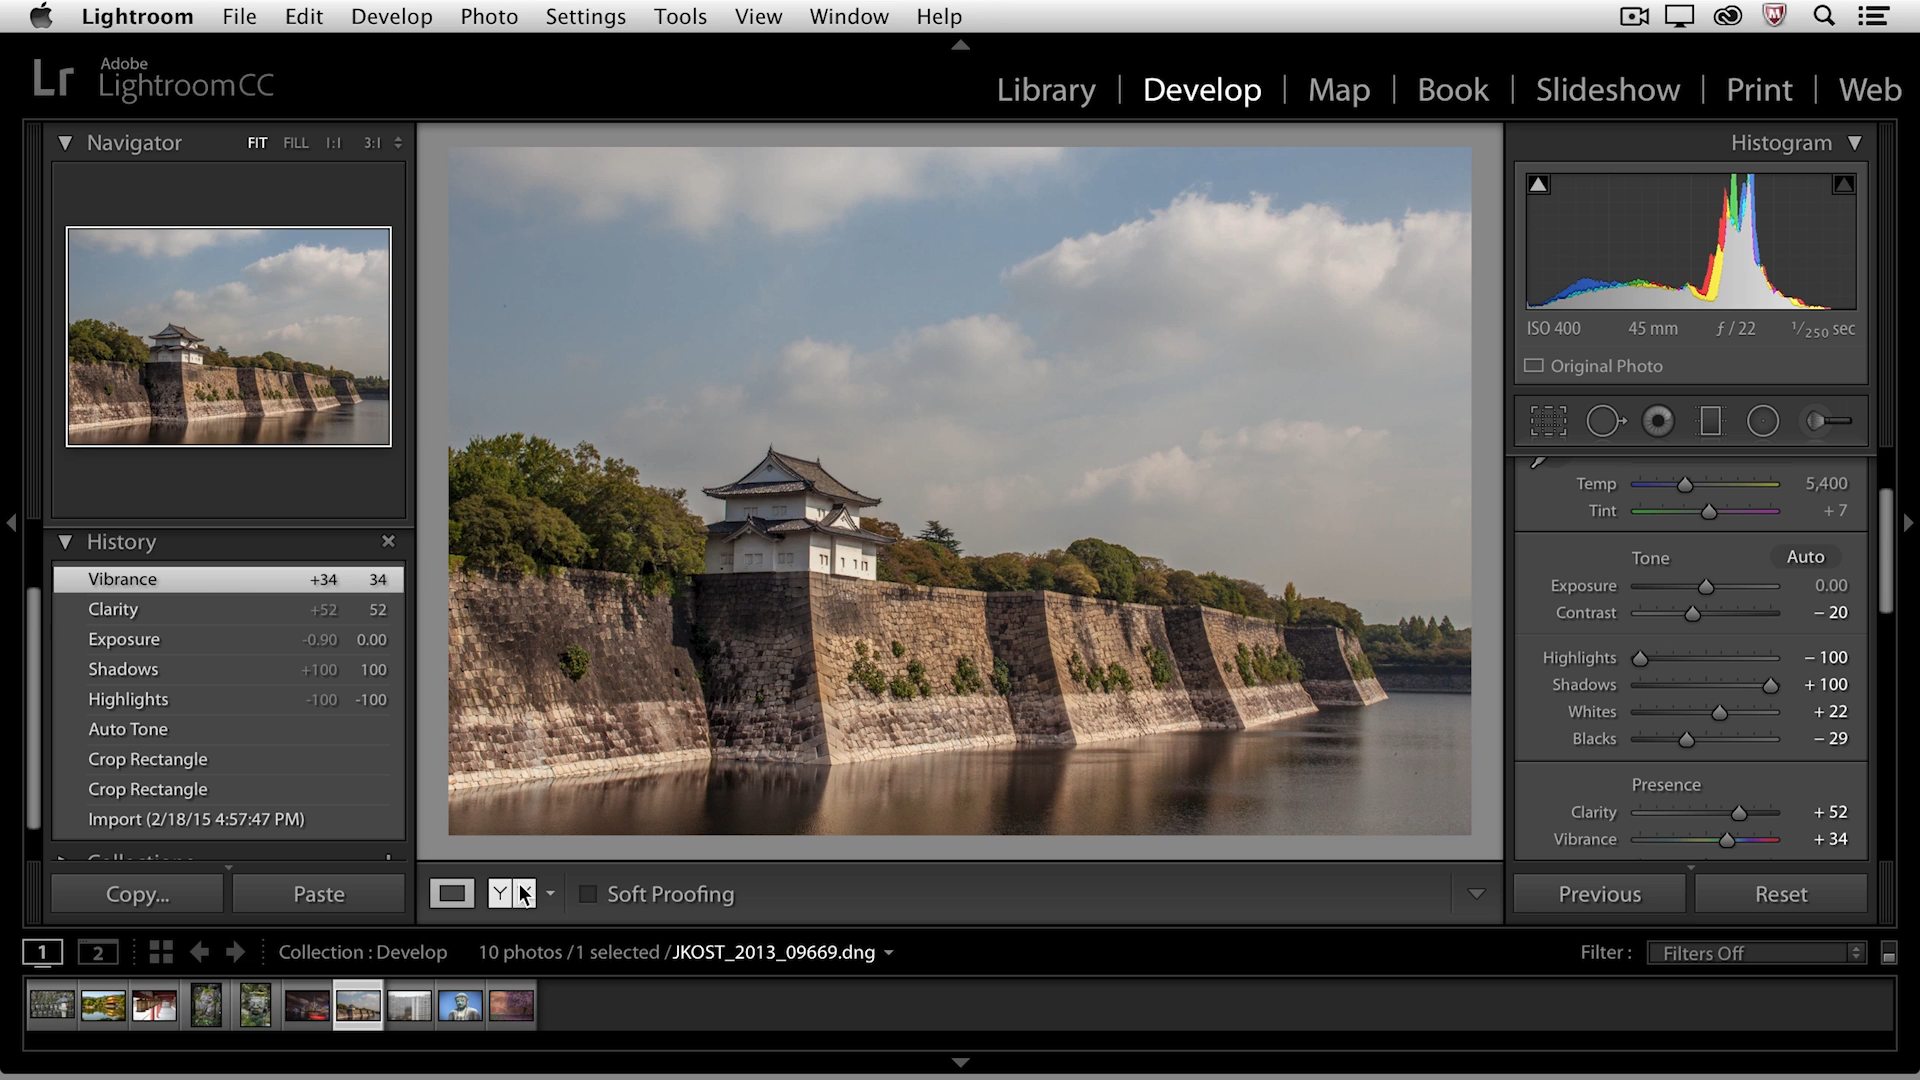 Lightroom File Edit Develop Photo Settings Tools View Window Help
Lr Adobe
Lightroom CC
Library | Develop | Map | Book | Slideshow | Print | Web
Navigator FIT FILL 1:1 3:1
Histogram
ISO 400 45 mm ƒ / 22 1/250 sec
Original Photo
Temp 5,400
Tint + 7
Tone Auto
Exposure 0.00
Contrast – 20
Highlights – 100
Shadows + 100
Whites + 22
Blacks – 29
Presence
Clarity + 52
Vibrance + 34
History
Vibrance +34 34
Clarity +52 52
Exposure -0.90 0.00
Shadows +100 100
Highlights -100 -100
Auto Tone
Crop Rectangle
Crop Rectangle
Import (2/18/15 4:57:47 PM)
Copy... Paste
Y Soft Proofing
Previous Reset
1 2 Collection : Develop 10 photos /1 selected /JKOST_2013_09669.dng
Filter : Filters Off